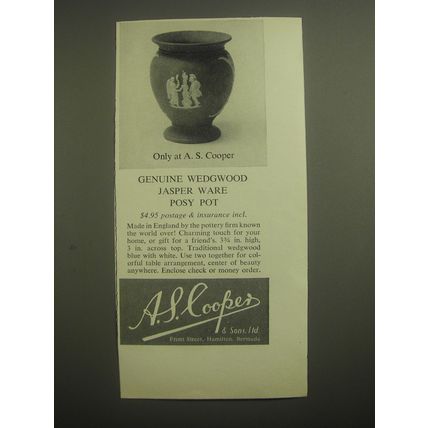 Only at A. S. Cooper
GENUINE WEDGWOOD
JASPER WARE
POSY POT
$4.95 postage & insurance incl.
Made in England by the pottery firm known
the world over! Charming touch for your
home, or gift for a friend's. 3¾ in. high,
3 in. across top. Traditional wedgwood
blue with white. Use two together for col-
orful table arrangement, center of beauty
anywhere. Enclose check or money order.
A.S. Cooper
& Sons, Ltd.
Front Street, Hamilton, Bermuda